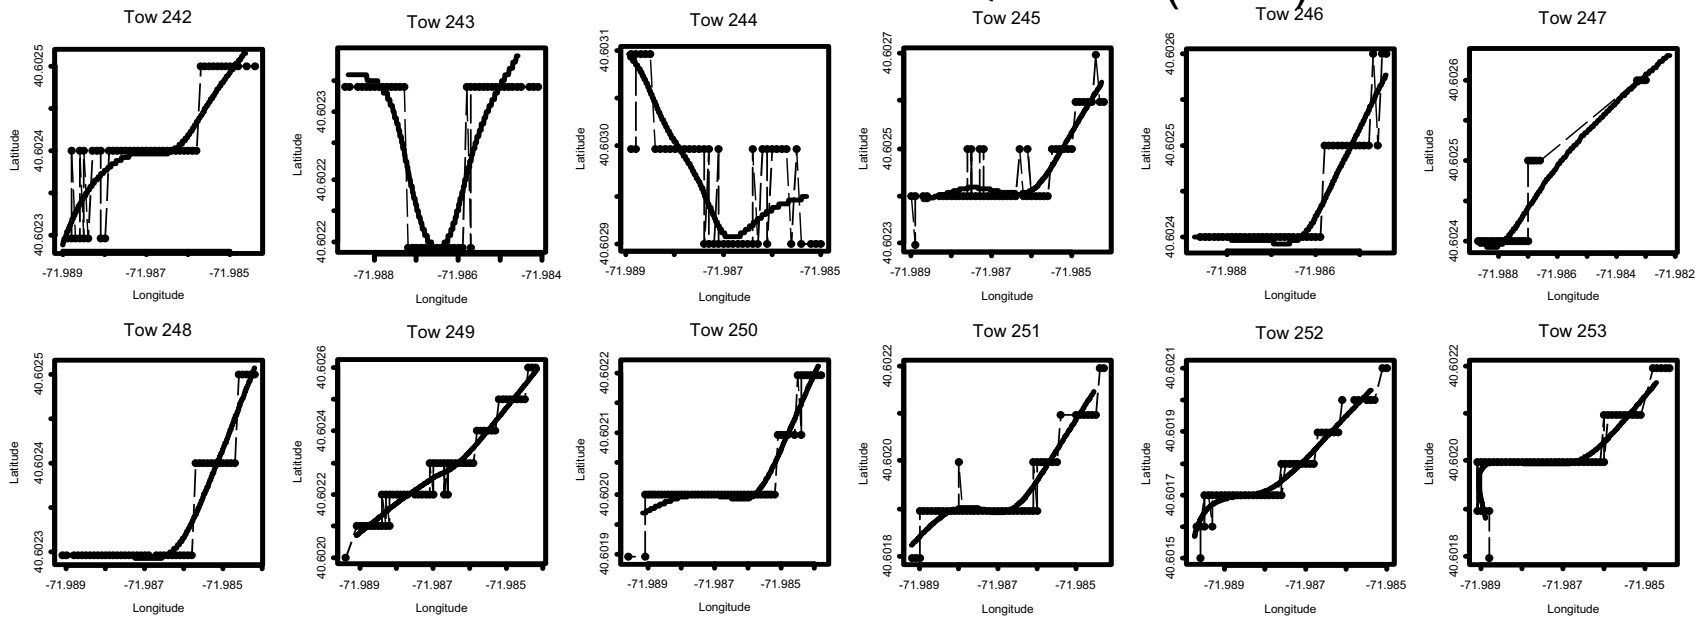 Tow 242
40.6025
40.6024
40.6023
Latitude
-71.989
-71.987
-71.985
Longitude
Tow 243
40.6023
40.6022
40.6022
Latitude
-71.988
-71.986
-71.984
Longitude
Tow 244
40.6031
40.6030
40.6029
Latitude
-71.989
-71.987
-71.985
Longitude
Tow 245
40.6027
40.6025
40.6023
Latitude
-71.989
-71.987
-71.985
Longitude
Tow 246
40.6026
40.6025
40.6024
Latitude
-71.988
-71.986
Longitude
Tow 247
40.6026
40.6055
40.6024
Latitude
-71.988
-71.986
-71.984
-71.982
Longitude
Tow 248
40.6025
40.6024
40.6023
Latitude
-71.989
-71.987
-71.985
Longitude
Tow 249
40.6026
40.6024
40.6022
40.6020
Latitude
-71.989
-71.987
-71.985
Longitude
Tow 250
40.6022
40.6021
40.6020
40.6019
Latitude
-71.989
-71.987
-71.985
Longitude
Tow 251
40.6022
40.6020
40.6018
Latitude
-71.989
-71.987
-71.985
Longitude
Tow 252
40.6021
40.6019
40.6017
40.6015
Latitude
-71.989
-71.987
-71.985
Longitude
Tow 253
40.6022
40.6020
40.6018
Latitude
-71.989
-71.987
-71.985
Longitude